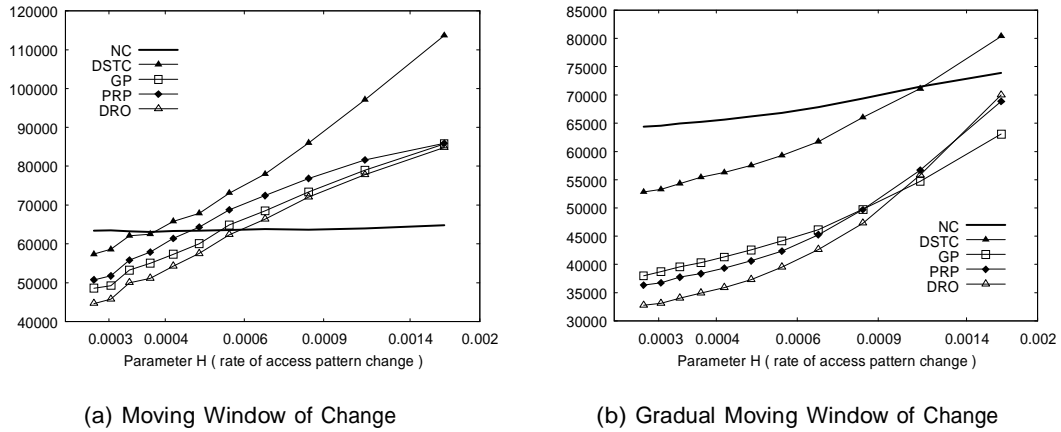 120000
110000
100000
90000
80000
70000
60000
50000
40000
NC
DSTC
GP
PRP
DRO
0.0003 0.0004 0.0006 0.0009 0.0014 0.002
Parameter H ( rate of access pattern change )
(a) Moving Window of Change
85000
80000
75000
70000
65000
60000
55000
50000
45000
40000
35000
30000
NC
DSTC
GP
PRP
DRO
0.0003 0.0004 0.0006 0.0009 0.0014 0.002
Parameter H ( rate of access pattern change )
(b) Gradual Moving Window of Change